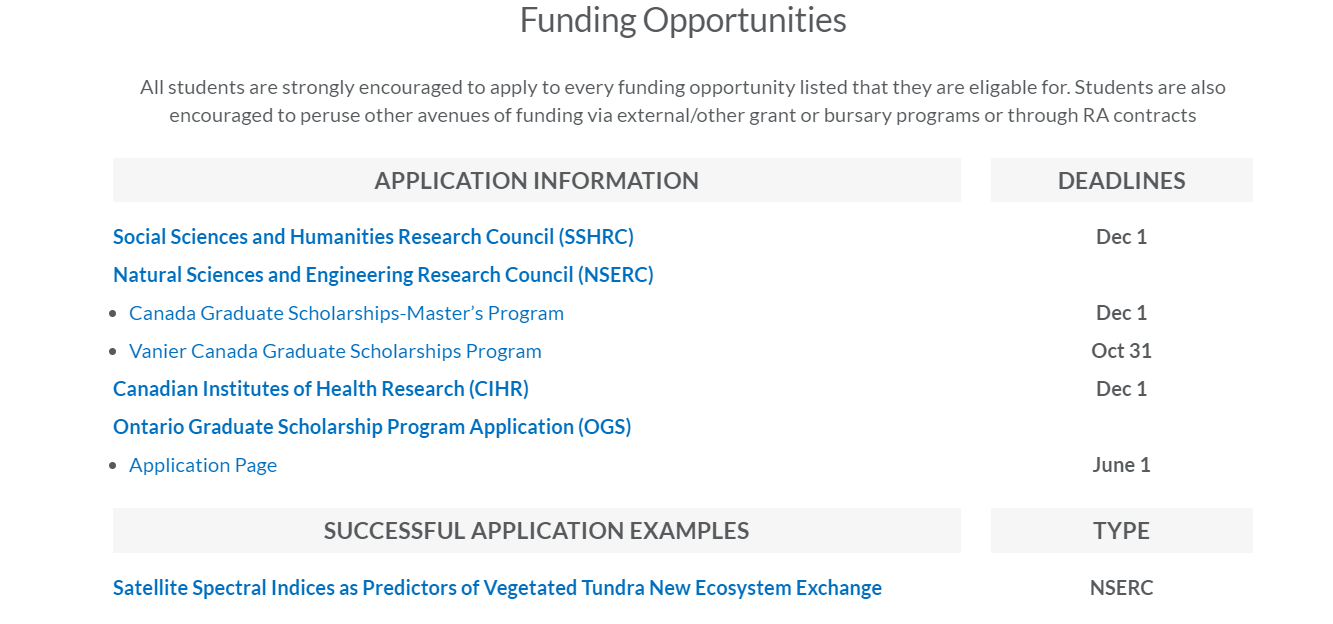 Funding Opportunities
All students are strongly encouraged to apply to every funding opportunity listed that they are eligable for. Students are also
encouraged to peruse other avenues of funding via external/other grant or bursary programs or through RA contracts
APPLICATION INFORMATION DEADLINES
Social Sciences and Humanities Research Council (SSHRC) Dec 1
Natural Sciences and Engineering Research Council (NSERC)
• Canada Graduate Scholarships-Master’s Program Dec 1
• Vanier Canada Graduate Scholarships Program Oct 31
Canadian Institutes of Health Research (CIHR) Dec 1
Ontario Graduate Scholarship Program Application (OGS)
• Application Page June 1
SUCCESSFUL APPLICATION EXAMPLES TYPE
Satellite Spectral Indices as Predictors of Vegetated Tundra New Ecosystem Exchange NSERC